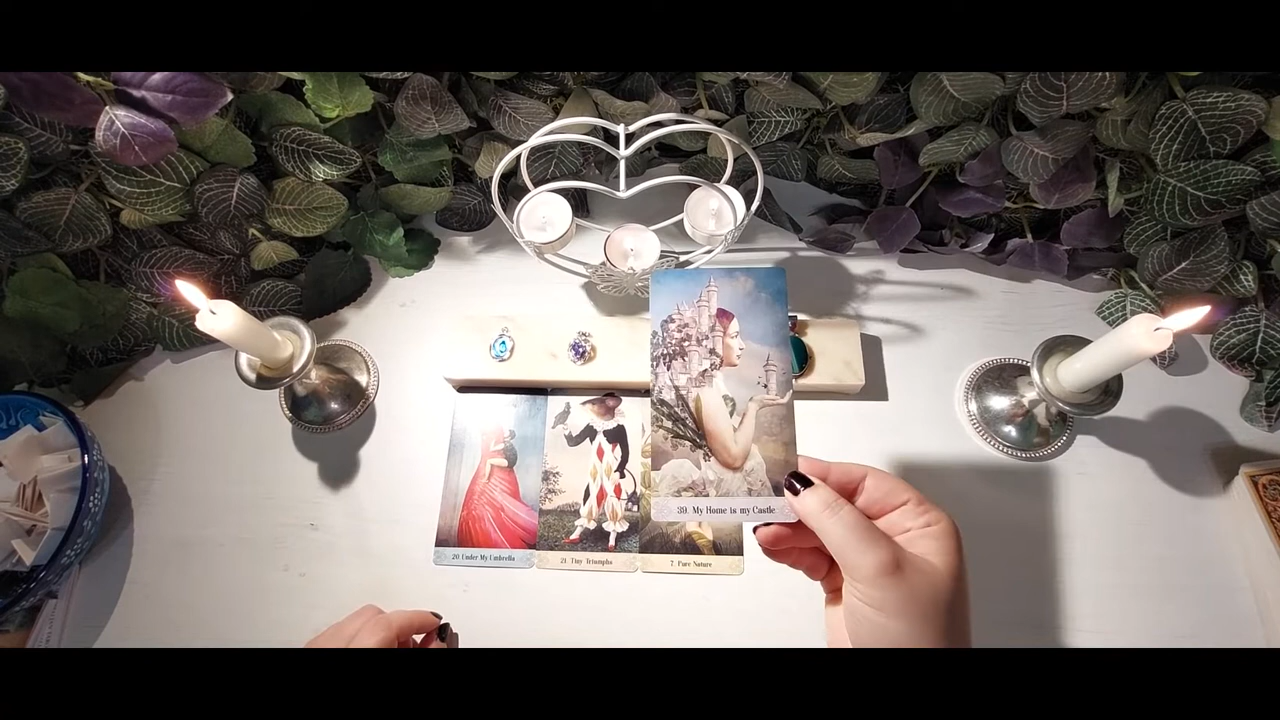 39. My Home is my Castle
20. Under My Umbrella
21. Tiny Triumphs
7. Pure Nature